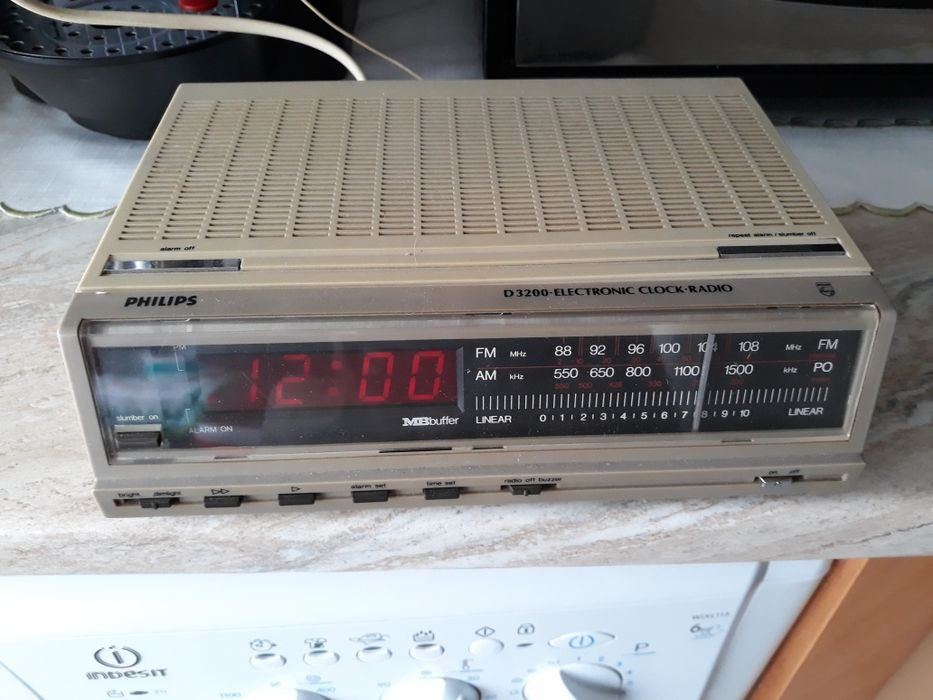 alarm off
repeat alarm / slumber off
PHILIPS
D3200·ELECTRONIC CLOCK·RADIO
PM
12:00
slumber on
ALARM ON
MBbuffer
FM MHz 88 92 96 100 104 108 MHz FM
AM kHz 550 650 800 1100 1500 kHz PO
LINEAR 0 1 2 3 4 5 6 7 8 9 10 LINEAR
bright dimlight
alarm set
time set
radio off buzzer
on off
INDESIT
P